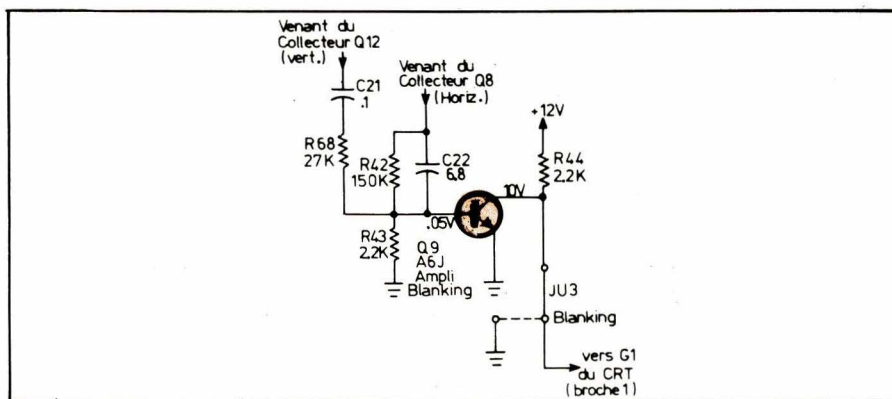 Venant du
Collecteur Q12
(vert.)
Venant du
Collecteur Q8
(Horiz.)
C21
.1
+12V
R68
27K
R42
150K
C22
6.8
R44
2.2K
10V
.05V
R43
2.2K
Q9
A6J
Ampli
Blanking
JU3
Blanking
vers G1
du CRT
(broche 1)